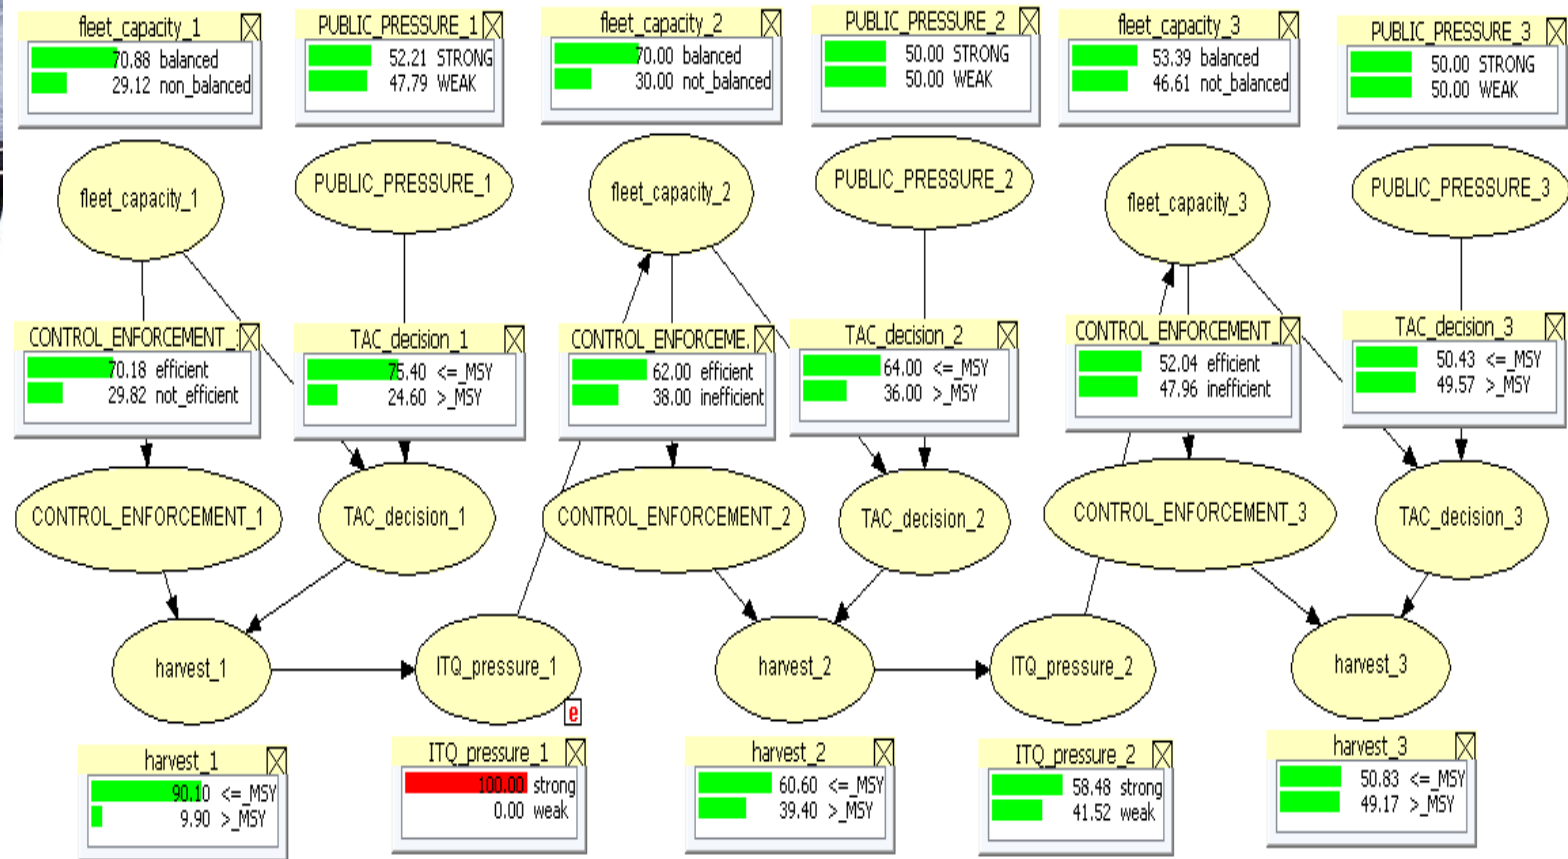 fleet_capacity_1
70.88 balanced
29.12 non_balanced
PUBLIC_PRESSURE_1
52.21 STRONG
47.79 WEAK
fleet_capacity_2
70.00 balanced
30.00 not_balanced
PUBLIC_PRESSURE_2
50.00 STRONG
50.00 WEAK
fleet_capacity_3
53.39 balanced
46.61 not_balanced
PUBLIC_PRESSURE_3
50.00 STRONG
50.00 WEAK
fleet_capacity_1
PUBLIC_PRESSURE_1
fleet_capacity_2
PUBLIC_PRESSURE_2
fleet_capacity_3
PUBLIC_PRESSURE_3
CONTROL_ENFORCEMENT_
70.18 efficient
29.82 not_efficient
TAC_decision_1
75.40 <=_MSY
24.60 >_MSY
CONTROL_ENFORCEME.
62.00 efficient
38.00 inefficient
TAC_decision_2
64.00 <=_MSY
36.00 >_MSY
CONTROL_ENFORCEMENT_
52.04 efficient
47.96 inefficient
TAC_decision_3
50.43 <=_MSY
49.57 >_MSY
CONTROL_ENFORCEMENT_1
TAC_decision_1
CONTROL_ENFORCEMENT_2
TAC_decision_2
CONTROL_ENFORCEMENT_3
TAC_decision_3
harvest_1
ITQ_pressure_1
e
harvest_2
ITQ_pressure_2
harvest_3
harvest_1
90.10 <=_MSY
9.90 >_MSY
ITQ_pressure_1
100.00 strong
0.00 weak
harvest_2
60.60 <=_MSY
39.40 >_MSY
ITQ_pressure_2
58.48 strong
41.52 weak
harvest_3
50.83 <=_MSY
49.17 >_MSY